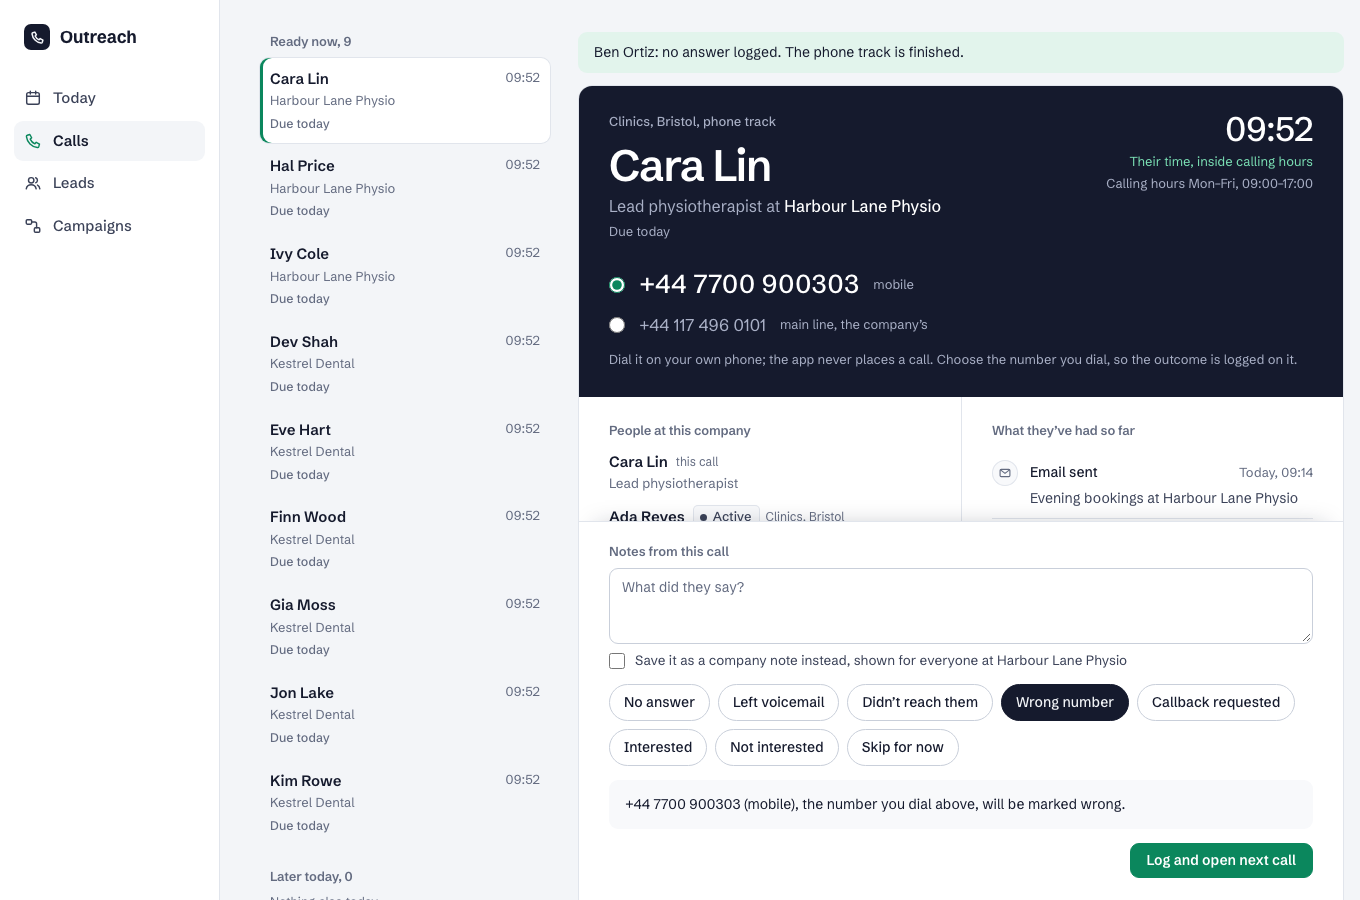 Outreach
Today
Calls
Leads
Campaigns
Ready now, 9
Cara Lin 09:52
Harbour Lane Physio
Due today
Hal Price 09:52
Harbour Lane Physio
Due today
Ivy Cole 09:52
Harbour Lane Physio
Due today
Dev Shah 09:52
Kestrel Dental
Due today
Eve Hart 09:52
Kestrel Dental
Due today
Finn Wood 09:52
Kestrel Dental
Due today
Gia Moss 09:52
Kestrel Dental
Due today
Jon Lake 09:52
Kestrel Dental
Due today
Kim Rowe 09:52
Kestrel Dental
Due today
Later today, 0
Nothing else today
Ben Ortiz: no answer logged. The phone track is finished.
Clinics, Bristol, phone track
Cara Lin
Lead physiotherapist at Harbour Lane Physio
Due today
09:52
Their time, inside calling hours
Calling hours Mon–Fri, 09:00–17:00
+44 7700 900303 mobile
+44 117 496 0101 main line, the company’s
Dial it on your own phone; the app never places a call. Choose the number you dial, so the outcome is logged on it.
People at this company
Cara Lin this call
Lead physiotherapist
Ada Reyes Active Clinics, Bristol
What they’ve had so far
Email sent Today, 09:14
Evening bookings at Harbour Lane Physio
Notes from this call
What did they say?
Save it as a company note instead, shown for everyone at Harbour Lane Physio
No answer Left voicemail Didn’t reach them Wrong number Callback requested
Interested Not interested Skip for now
+44 7700 900303 (mobile), the number you dial above, will be marked wrong.
Log and open next call